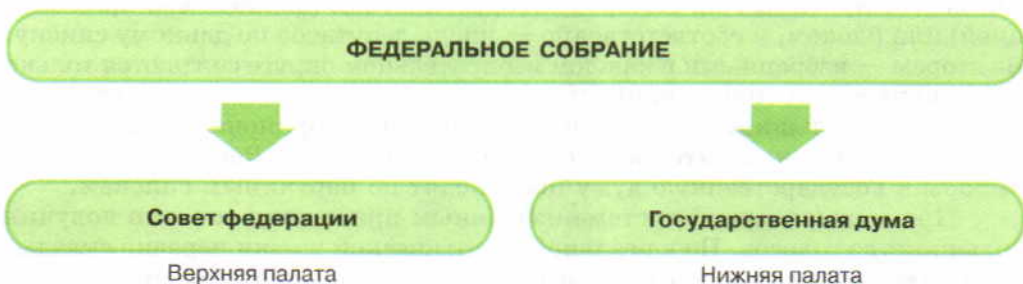 ФЕДЕРАЛЬНОЕ СОБРАНИЕ
Совет федерации
Государственная дума
Верхняя палата
Нижняя палата